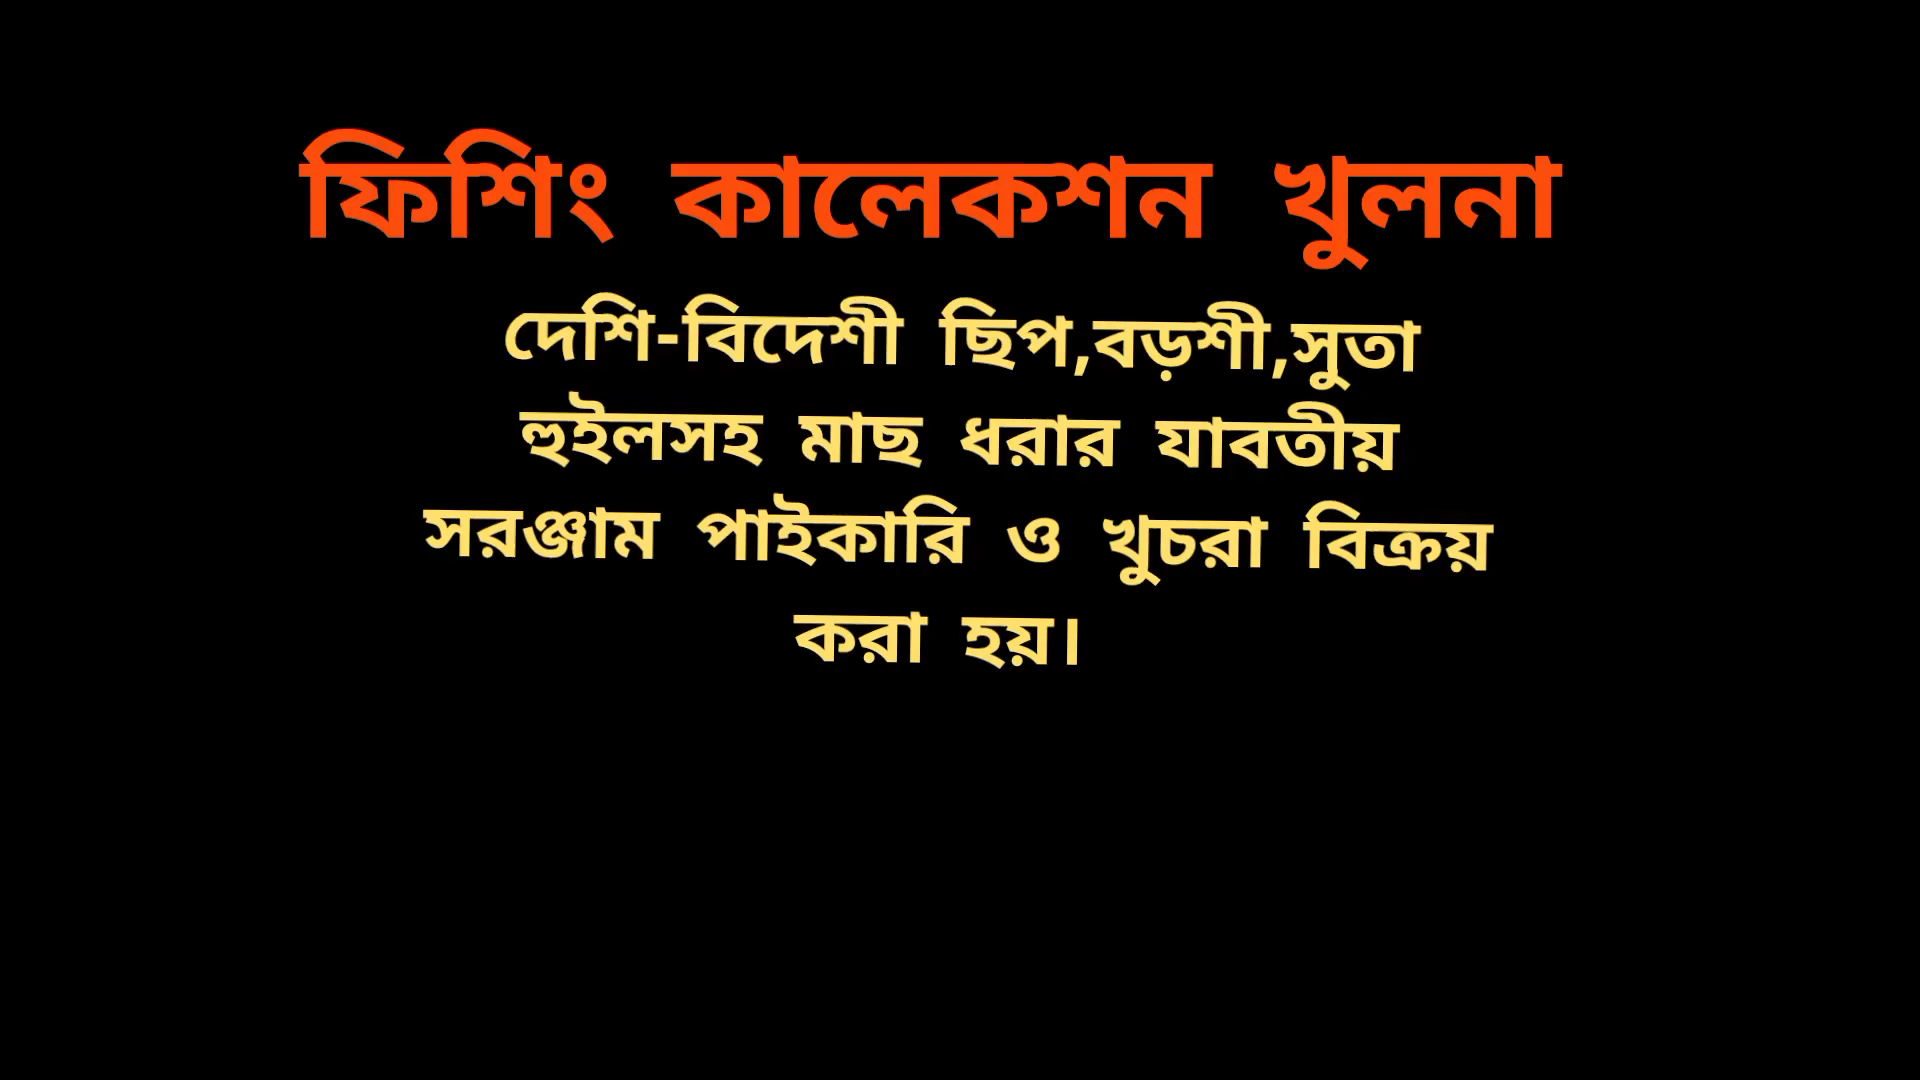 ফিশিং কালেকশন খুলনা
দেশি-বিদেশী ছিপ,বড়শী,সুতা
হুইলসহ মাছ ধরার যাবতীয়
সরঞ্জাম পাইকারি ও খুচরা বিক্রয়
করা হয়।